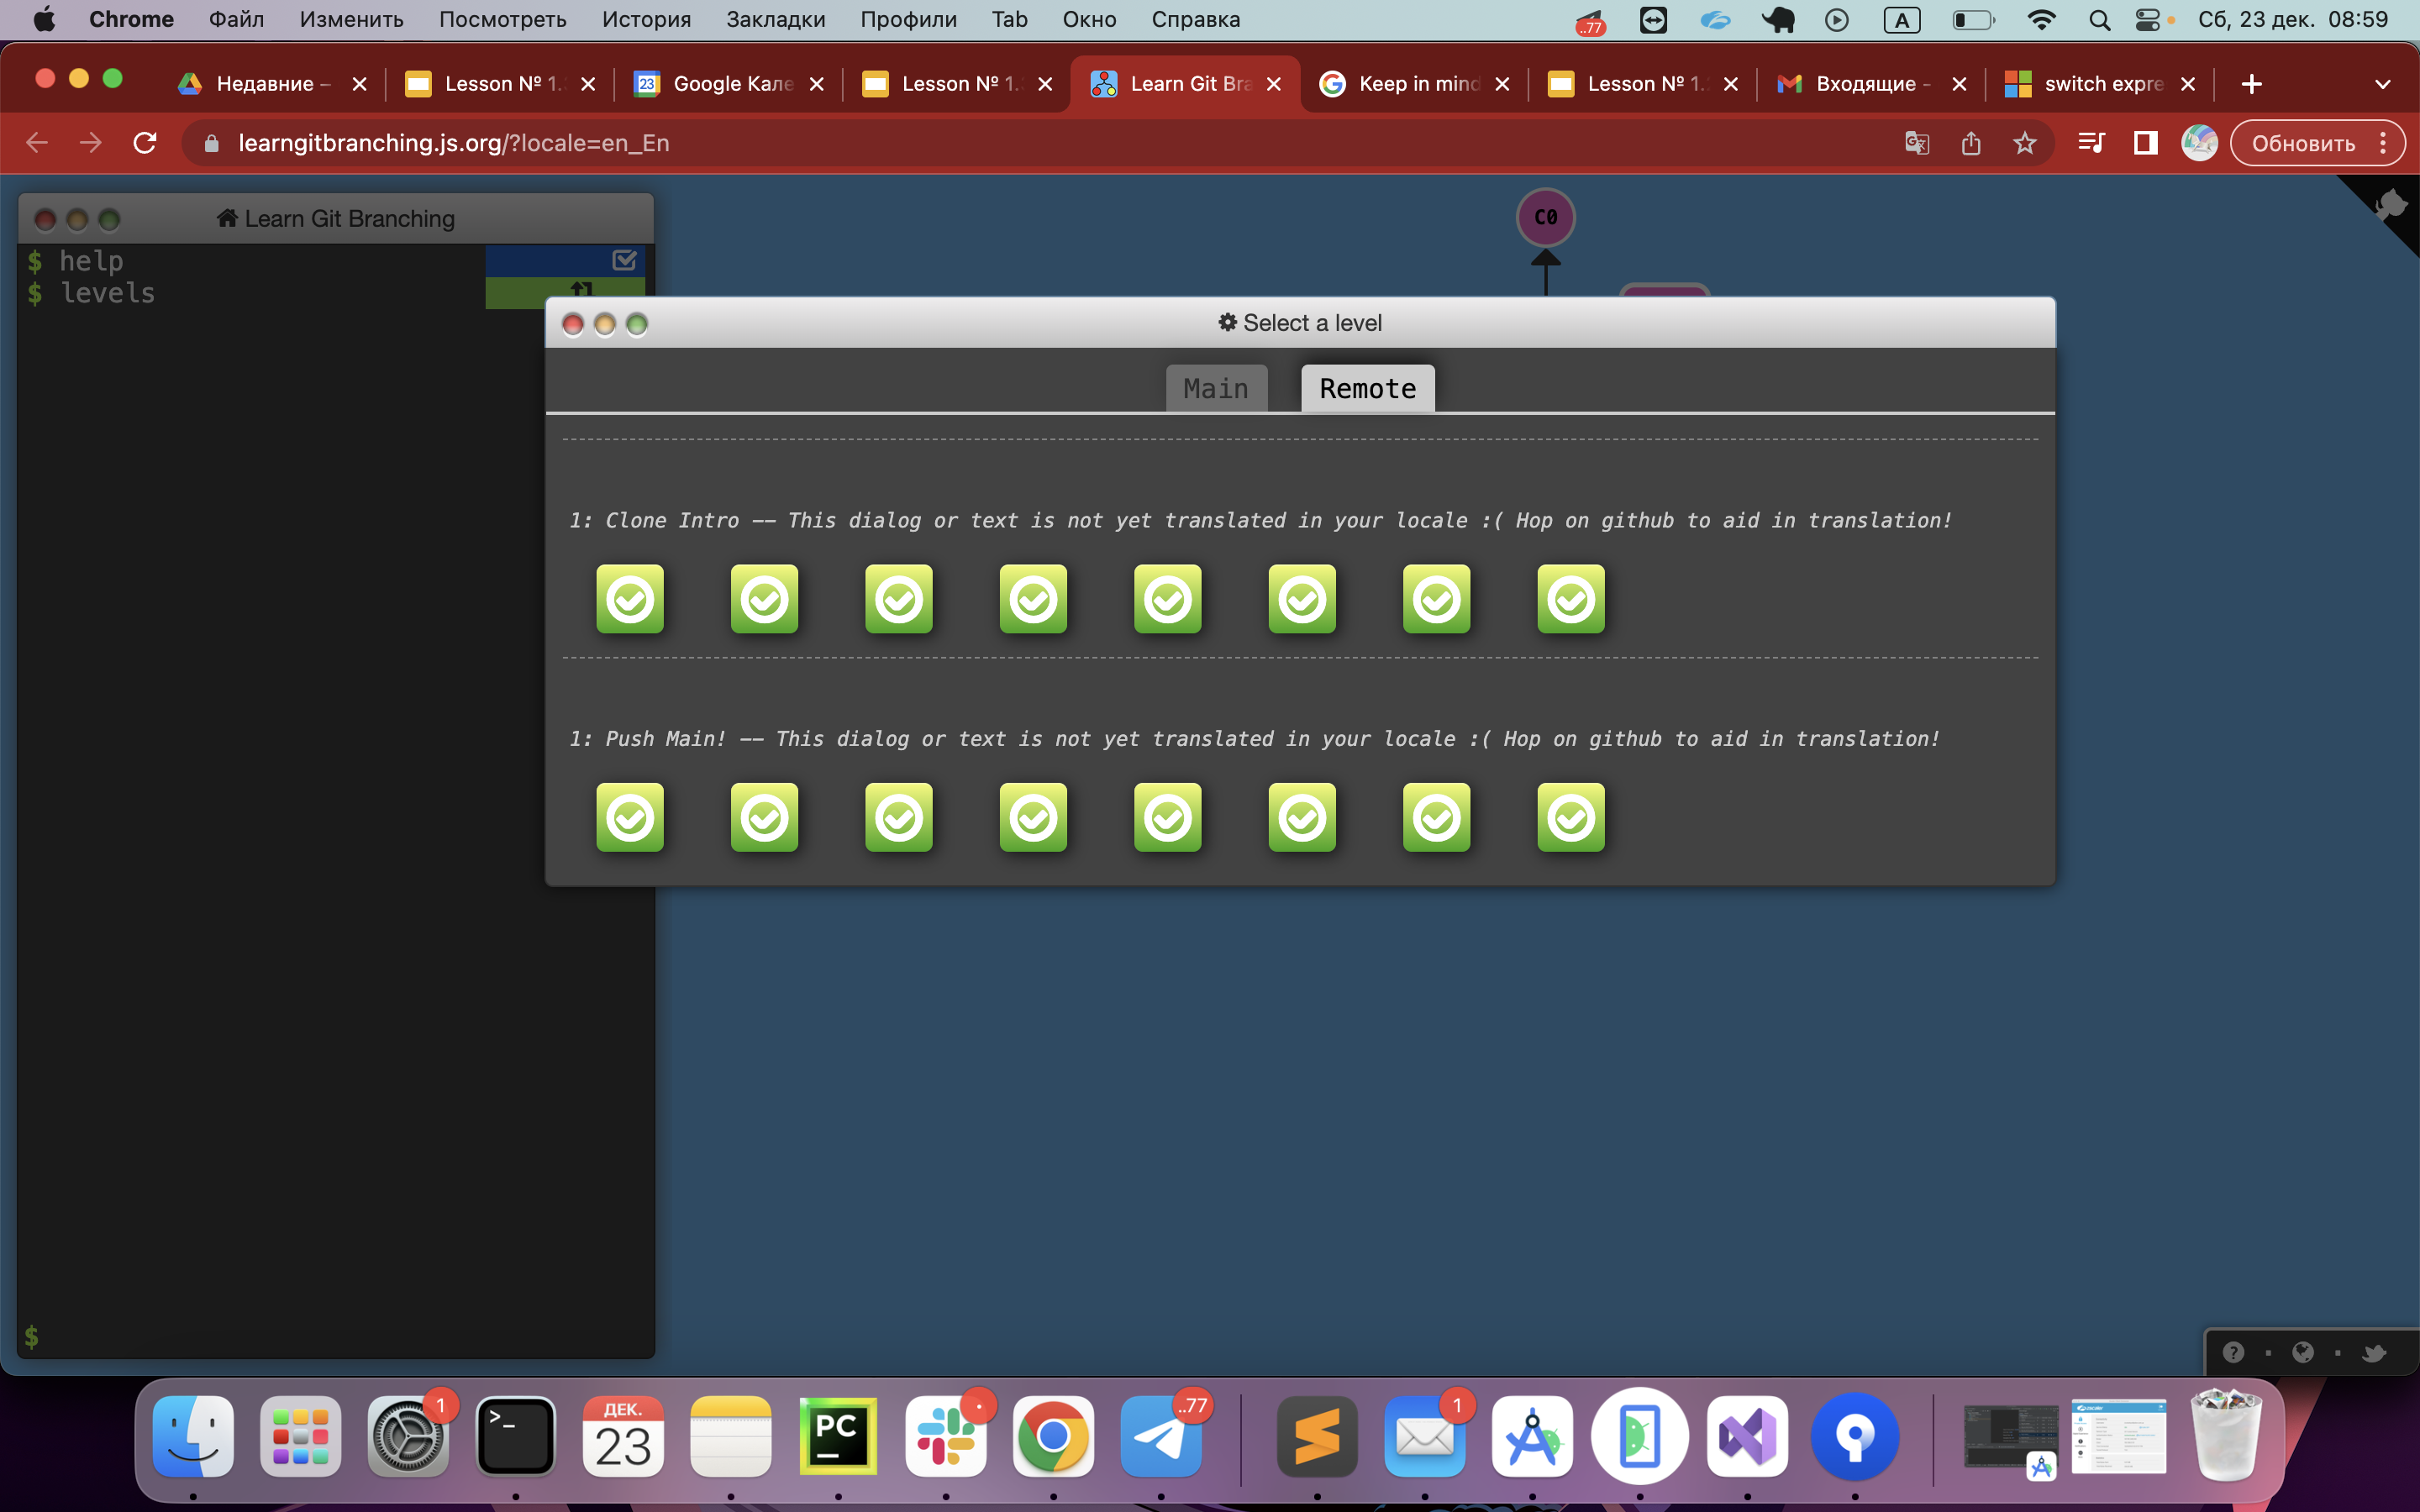 Chrome Файл Изменить Посмотреть История Закладки Профили Tab Окно Справка ..77 A Сб, 23 дек. 08:59
Недавние – Lesson № 1. Google Кале 23 Lesson № 1. Learn Git Bra Keep in mind Lesson № 1. Входящие - switch expre
learngitbranching.js.org/?locale=en_En Обновить
Learn Git Branching
C0
$ help
$ levels
Select a level
Main Remote
1: Clone Intro -- This dialog or text is not yet translated in your locale :( Hop on github to aid in translation!
1: Push Main! -- This dialog or text is not yet translated in your locale :( Hop on github to aid in translation!
$
1 >_ ДЕК. 23 PC ..77 1